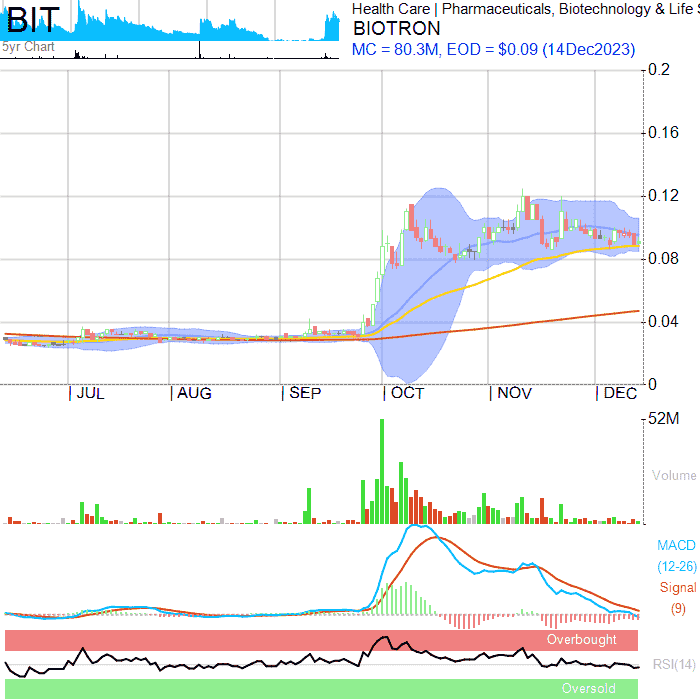 BIT
5yr Chart
Health Care | Pharmaceuticals, Biotechnology & Life S
BIOTRON
MC = 80.3M, EOD = $0.09 (14Dec2023)
0.2
0.16
0.12
0.08
0.04
0
JUL
AUG
SEP
OCT
NOV
DEC
52M
Volume
MACD
(12-26)
Signal
(9)
Overbought
RSI(14)
Oversold